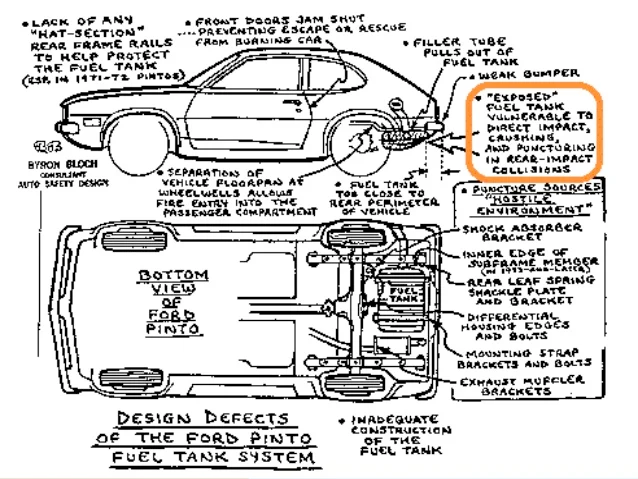 • LACK OF ANY
"HAT-SECTION"
REAR FRAME RAILS
TO HELP PROTECT
THE FUEL TANK
(ESP. IN 1971-72 PINTOS)
• FRONT DOORS JAM SHUT
.... PREVENTING ESCAPE OR RESCUE
FROM BURNING CAR
• FILLER TUBE
PULLS OUT OF
FUEL TANK
• WEAK BUMPER
• "EXPOSED"
FUEL TANK
VULNERABLE TO
DIRECT IMPACT,
CRUSHING,
AND PUNCTURING
IN REAR-IMPACT
COLLISIONS
BYRON BLOCH
CONSULTANT
AUTO SAFETY DESIGN
• SEPARATION OF
VEHICLE FLOORPAN AT
WHEELWELLS ALLOWS
FIRE ENTRY INTO THE
PASSENGER COMPARTMENT
• FUEL TANK
TOO CLOSE TO
REAR PERIMETER
OF VEHICLE
• PUNCTURE SOURCES
"HOSTILE
ENVIRONMENT"
SHOCK ABSORBER
BRACKET
INNER EDGE OF
SUBFRAME MEMBER
(IN 1973-AND-LATER)
REAR LEAF SPRING
SHACKLE PLATE
AND BRACKET
DIFFERENTIAL
HOUSING EDGES
AND BOLTS
MOUNTING STRAP
BRACKETS AND BOLTS
EXHAUST MUFFLER
BRACKETS
BOTTOM
VIEW
OF
FORD
PINTO
FUEL
TANK
DESIGN DEFECTS
OF THE FORD PINTO
FUEL TANK SYSTEM
• INADEQUATE
CONSTRUCTION
OF THE
FUEL TANK